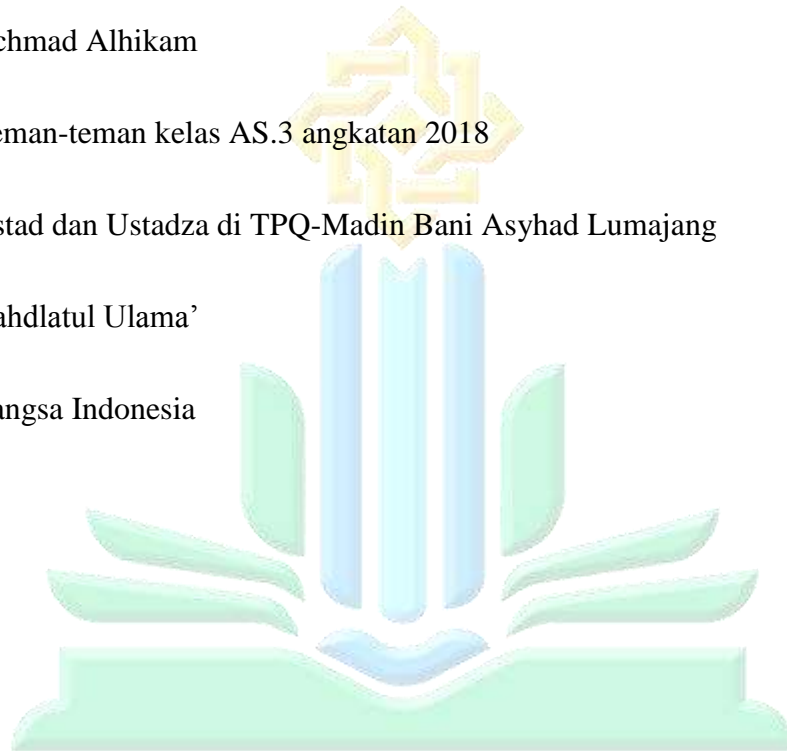 chmad Alhikam
eman-teman kelas AS.3 angkatan 2018
stad dan Ustadza di TPQ-Madin Bani Asyhad Lumajang
ahdlatul Ulama’
angsa Indonesia